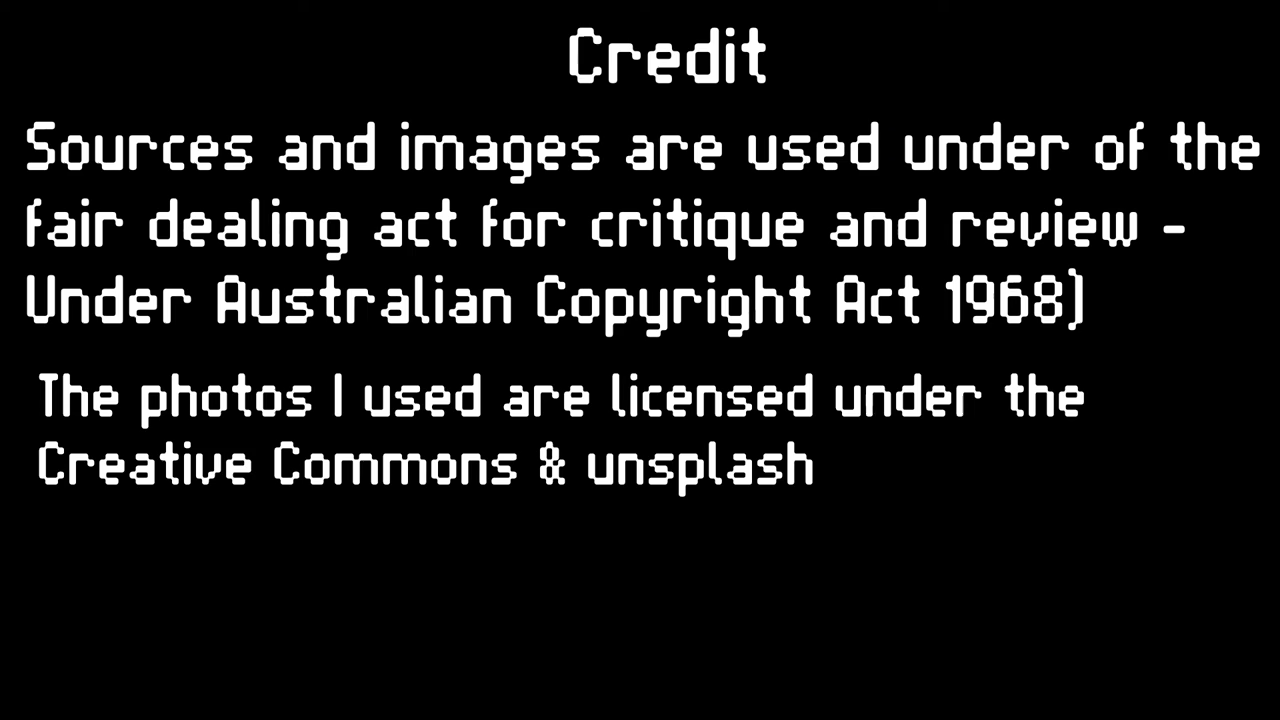 Credit
Sources and images are used under of the
fair dealing act for critique and review -
Under Australian Copyright Act 1968)
The photos I used are licensed under the
Creative Commons & unsplash